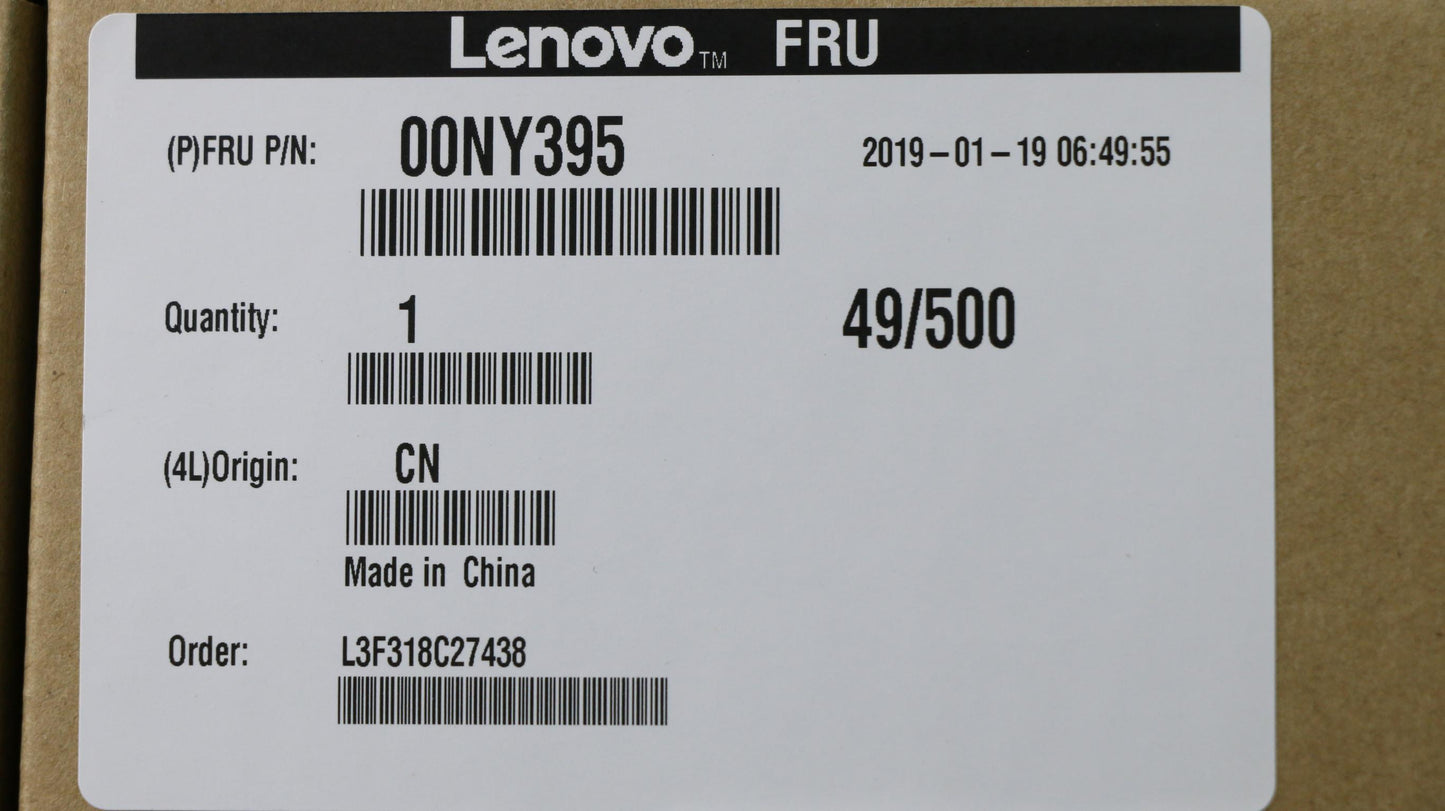 Lenovo™ FRU
(P)FRU P/N: 00NY395 2019-01-19 06:49:55
Quantity: 1 49/500
(4L)Origin: CN
Made in China
Order: L3F318C27438